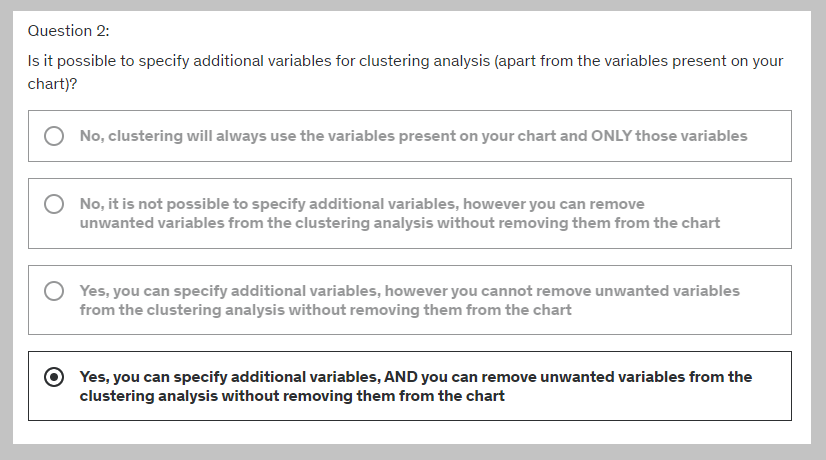 Question 2:
Is it possible to specify additional variables for clustering analysis (apart from the variables present on your
chart)?
No, clustering will always use the variables present on your chart and ONLY those variables
No, it is not possible to specify additional variables, however you can remove
unwanted variables from the clustering analysis without removing them from the chart
Yes, you can specify additional variables, however you cannot remove unwanted variables
from the clustering analysis without removing them from the chart
Yes, you can specify additional variables, AND you can remove unwanted variables from the
clustering analysis without removing them from the chart